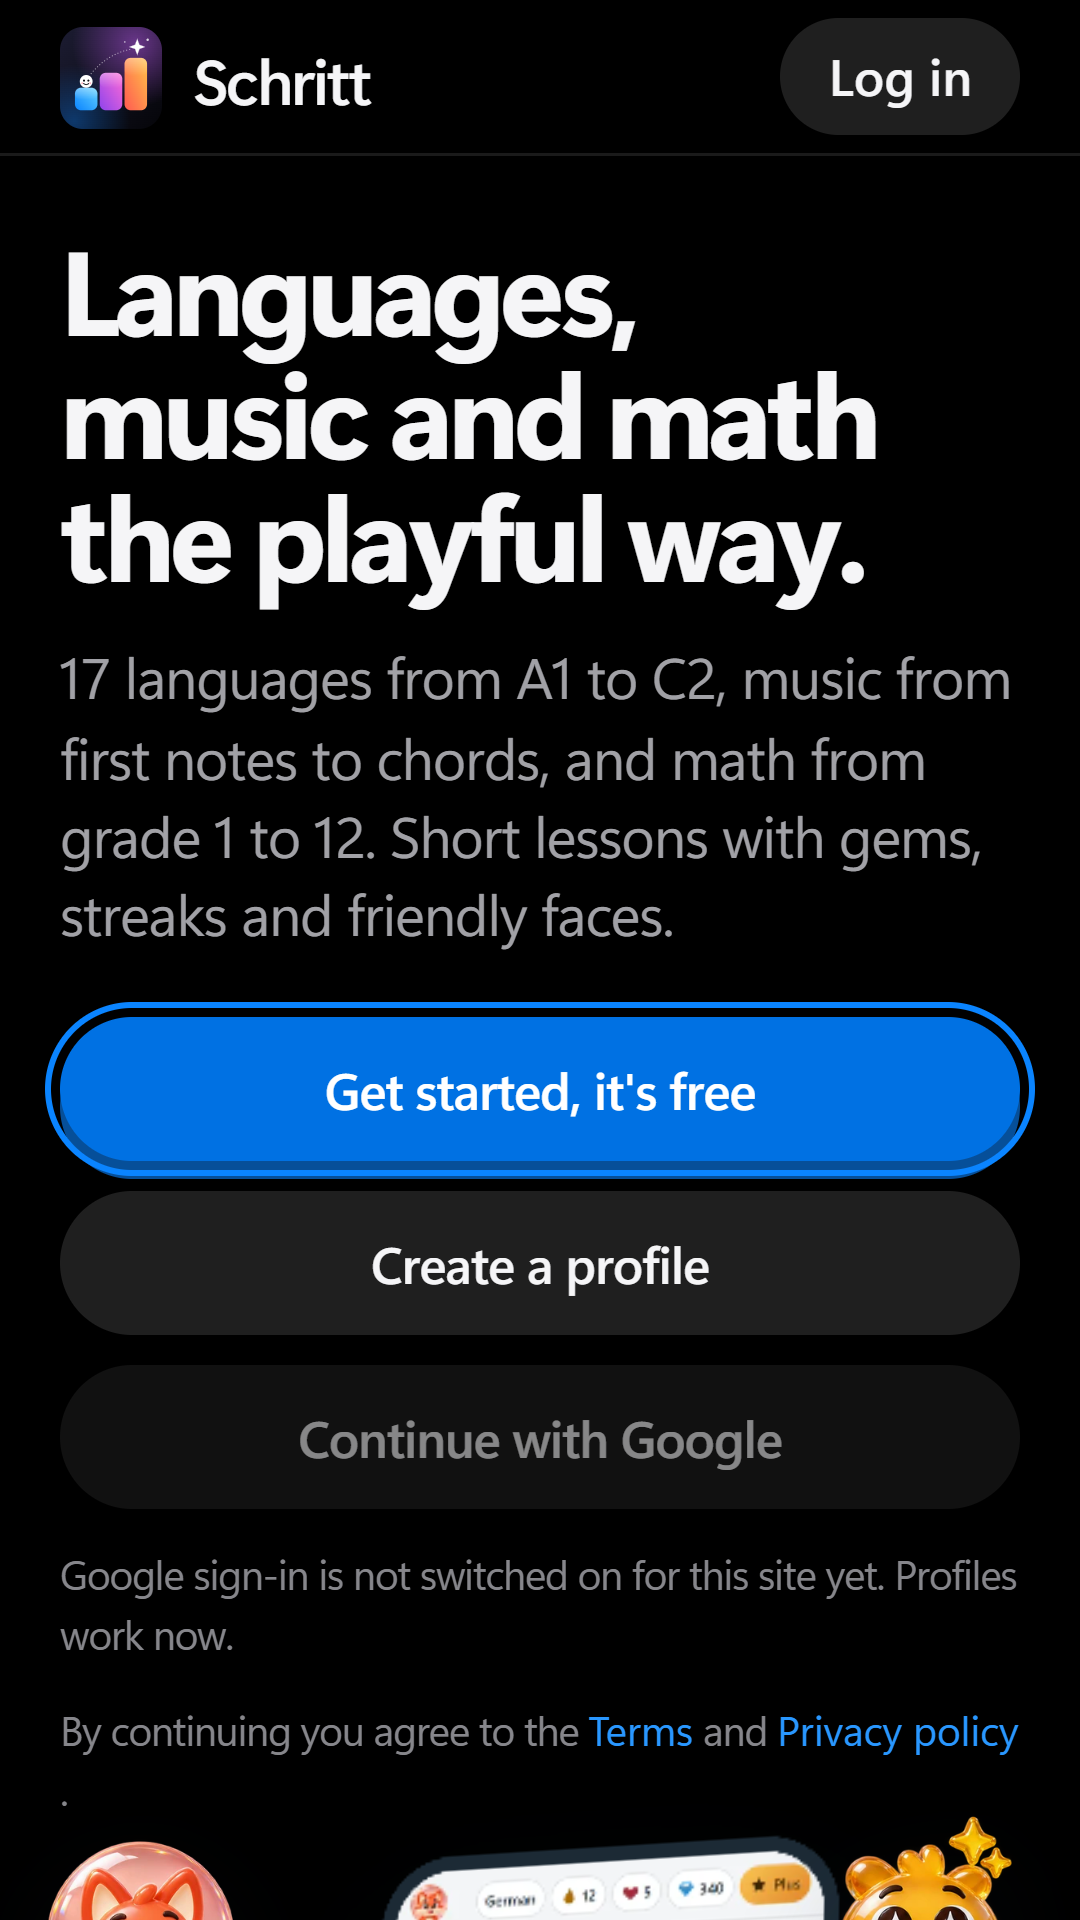 Schritt
Log in
Languages,
music and math
the playful way.
17 languages from A1 to C2, music from
first notes to chords, and math from
grade 1 to 12. Short lessons with gems,
streaks and friendly faces.
Get started, it's free
Create a profile
Continue with Google
Google sign-in is not switched on for this site yet. Profiles
work now.
By continuing you agree to the Terms and Privacy policy
.
German 12 5 340 Plus